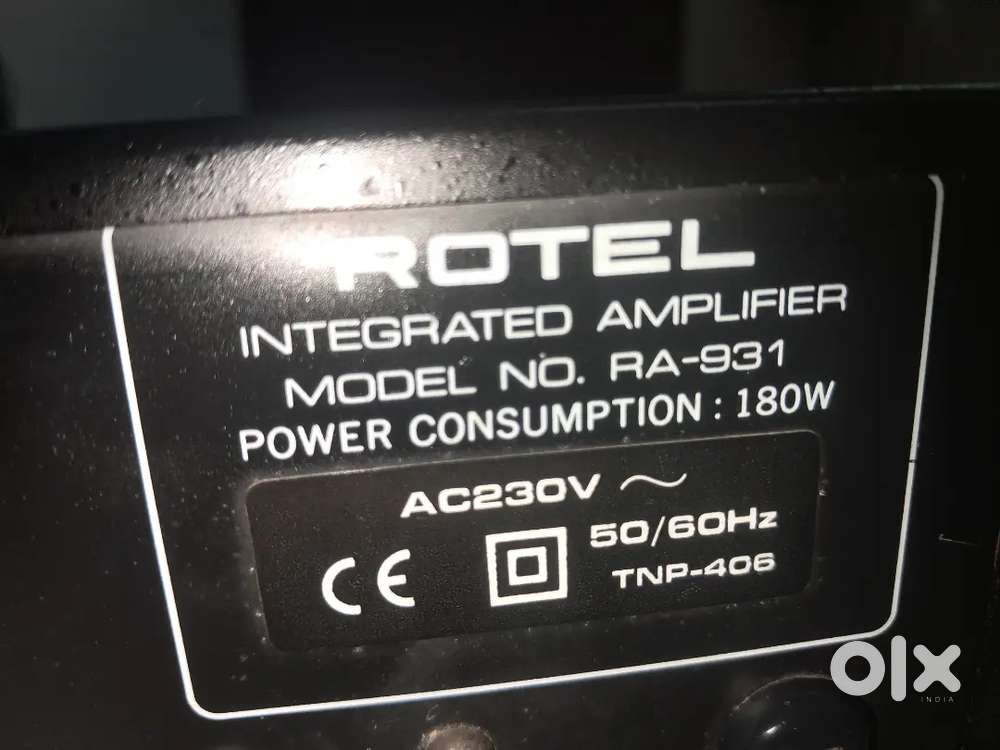 ROTEL
INTEGRATED AMPLIFIER
MODEL NO. RA-931
POWER CONSUMPTION : 180W
AC230V ~
50/60Hz
CE
TNP-406
olx
INDIA